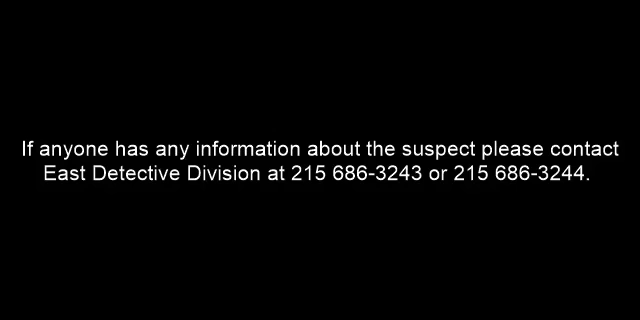 If anyone has any information about the suspect please contact
East Detective Division at 215 686-3243 or 215 686-3244.